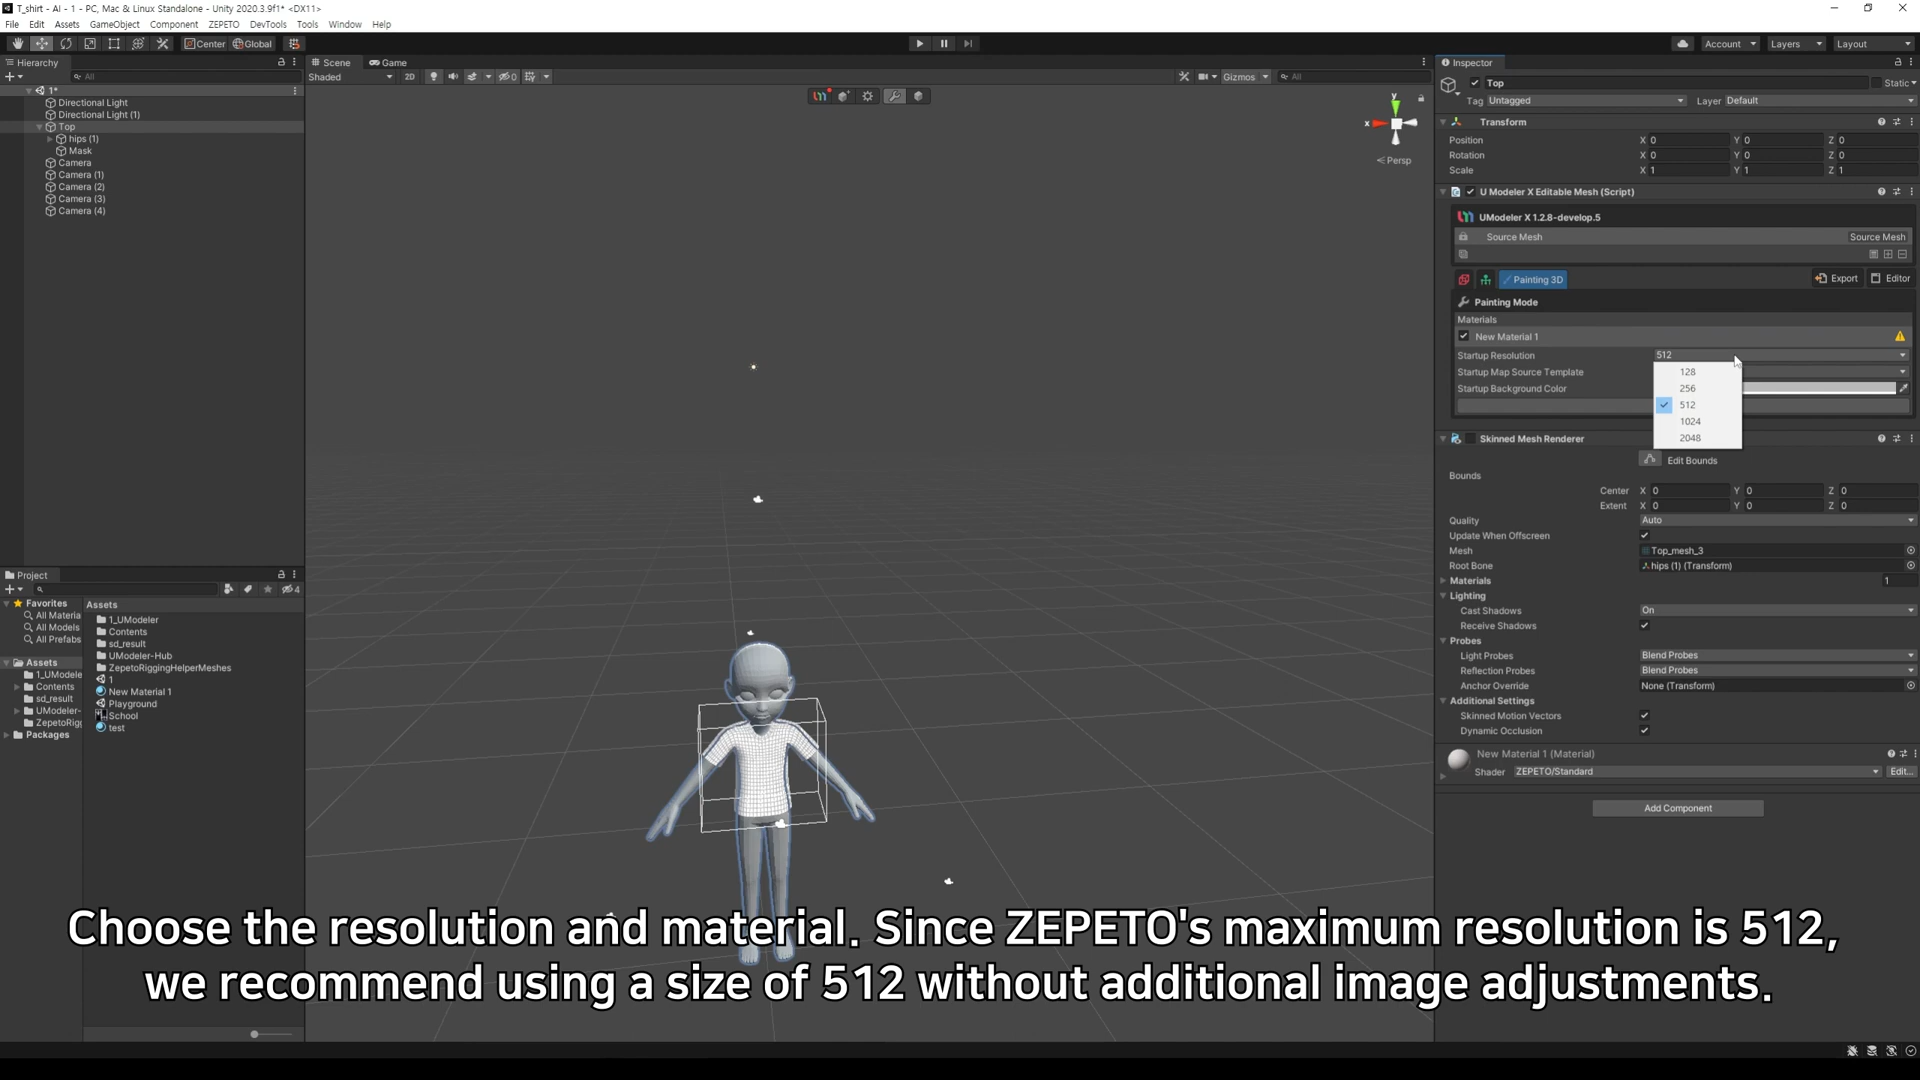 T_shirt - AI - 1 - PC, Mac & Linux Standalone - Unity 2020.3.9f1* <DX11>
File Edit Assets GameObject Component ZEPETO DevTools Tools Window Help
Center Global Account Layers Layout
Hierarchy
All
1*
Directional Light
Directional Light (1)
Top
hips (1)
Mask
Camera
Camera (1)
Camera (2)
Camera (3)
Camera (4)
Scene Game
Shaded 2D 0 Gizmos All
y
x
Persp
Project
4
Favorites
All Materia
All Models
All Prefabs
Assets
1_UModele
Contents
sd_result
UModeler-
ZepetoRigg
Packages
Assets
1_UModeler
Contents
sd_result
UModeler-Hub
ZepetoRiggingHelperMeshes
1
New Material 1
Playground
School
test
Inspector
Top Static
Tag Untagged Layer Default
Transform
Position X 0 Y 0 Z 0
Rotation X 0 Y 0 Z 0
Scale X 1 Y 1 Z 1
U Modeler X Editable Mesh (Script)
UModeler X 1.2.8-develop.5
Source Mesh Source Mesh
Painting 3D Export Editor
Painting Mode
Materials
New Material 1
Startup Resolution 512
Startup Map Source Template
Startup Background Color
128
256
512
1024
2048
Skinned Mesh Renderer
Edit Bounds
Bounds
Center X 0 Y 0 Z 0
Extent X 0 Y 0 Z 0
Quality Auto
Update When Offscreen
Mesh Top_mesh_3
Root Bone hips (1) (Transform)
Materials 1
Lighting
Cast Shadows On
Receive Shadows
Probes
Light Probes Blend Probes
Reflection Probes Blend Probes
Anchor Override None (Transform)
Additional Settings
Skinned Motion Vectors
Dynamic Occlusion
New Material 1 (Material)
Shader ZEPETO/Standard Edit...
Add Component
Choose the resolution and material. Since ZEPETO's maximum resolution is 512,
we recommend using a size of 512 without additional image adjustments.